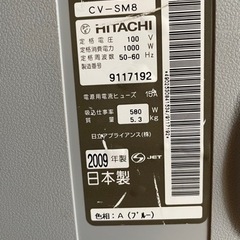 CV-SM8
HITACHI
定格電圧 100 V
定格消費電力 1000 W
定格周波数 50-60 Hz
製造番号
9117192
電源用電流ヒューズ 15A
吸込仕事率 580 W
質量 5.3 kg
日立アプライアンス(株)
2009 年製 JET
日本製
色相:A(ブルー)